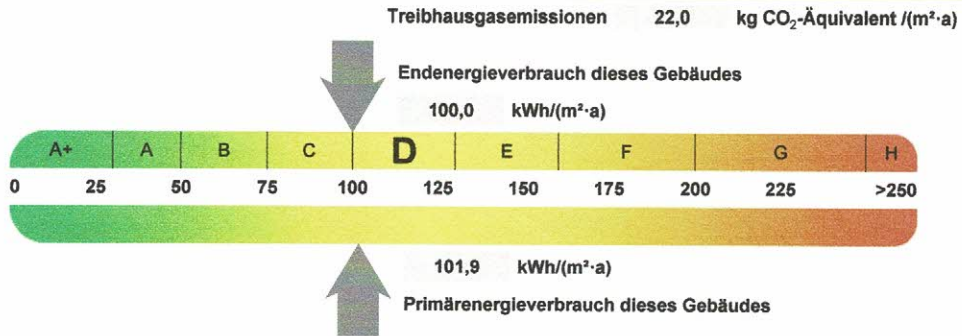 Treibhausgasemissionen 22,0 kg CO₂-Äquivalent /(m²·a)
Endenergieverbrauch dieses Gebäudes
100,0 kWh/(m²·a)
A+ A B C D E F G H
0 25 50 75 100 125 150 175 200 225 >250
101,9 kWh/(m²·a)
Primärenergieverbrauch dieses Gebäudes